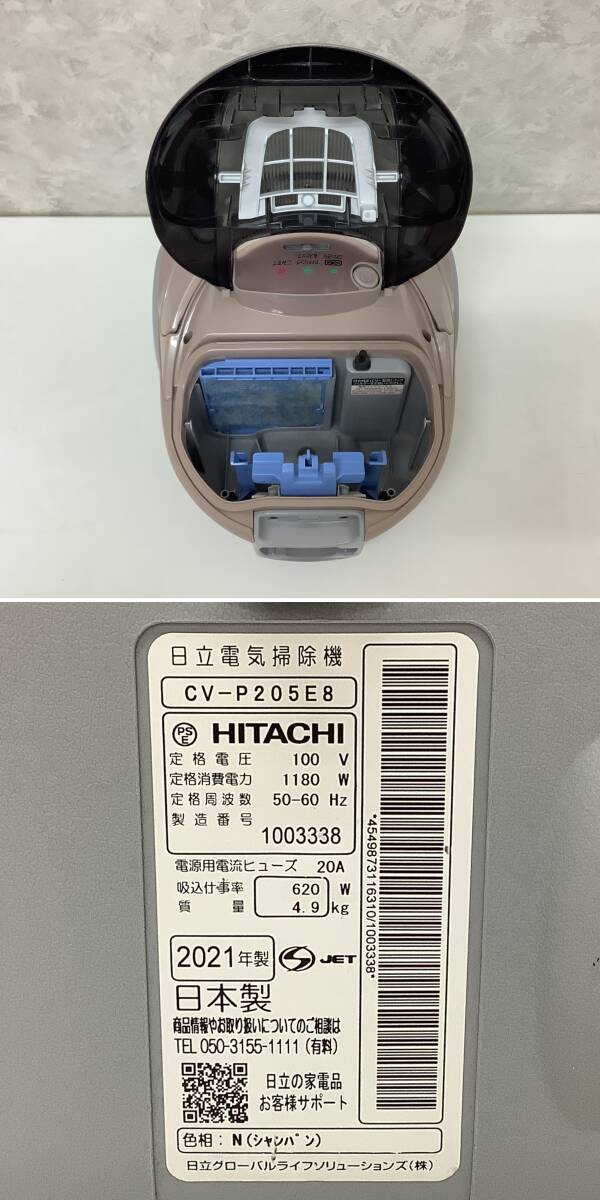 日立電気掃除機
CV-P205E8
PSE HITACHI
定格電圧 100 V
定格消費電力 1180 W
定格周波数 50-60 Hz
製造番号 1003338
電源用電流ヒューズ 20A
吸込仕事率 620 W
質量 4.9 kg
2021年製 JET
日本製
商品情報やお取り扱いについてのご相談は
TEL 050-3155-1111 (有料)
日立の家電品
お客様サポート
色相: N(シャンパン)
日立グローバルライフソリューションズ(株)
*4549873116310/1003338*